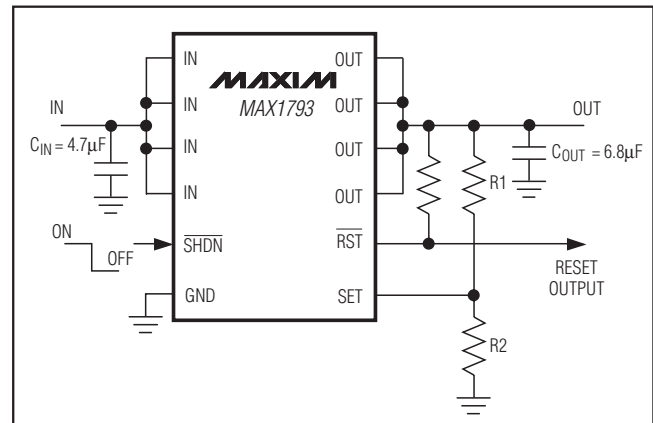 IN
OUT
MAXIM
MAX1793
IN
OUT
IN
OUT
C_IN = 4.7µF
C_OUT = 6.8µF
IN
OUT
IN
OUT
R1
ON
OFF
SHDN
RST
RESET
OUTPUT
GND
SET
R2